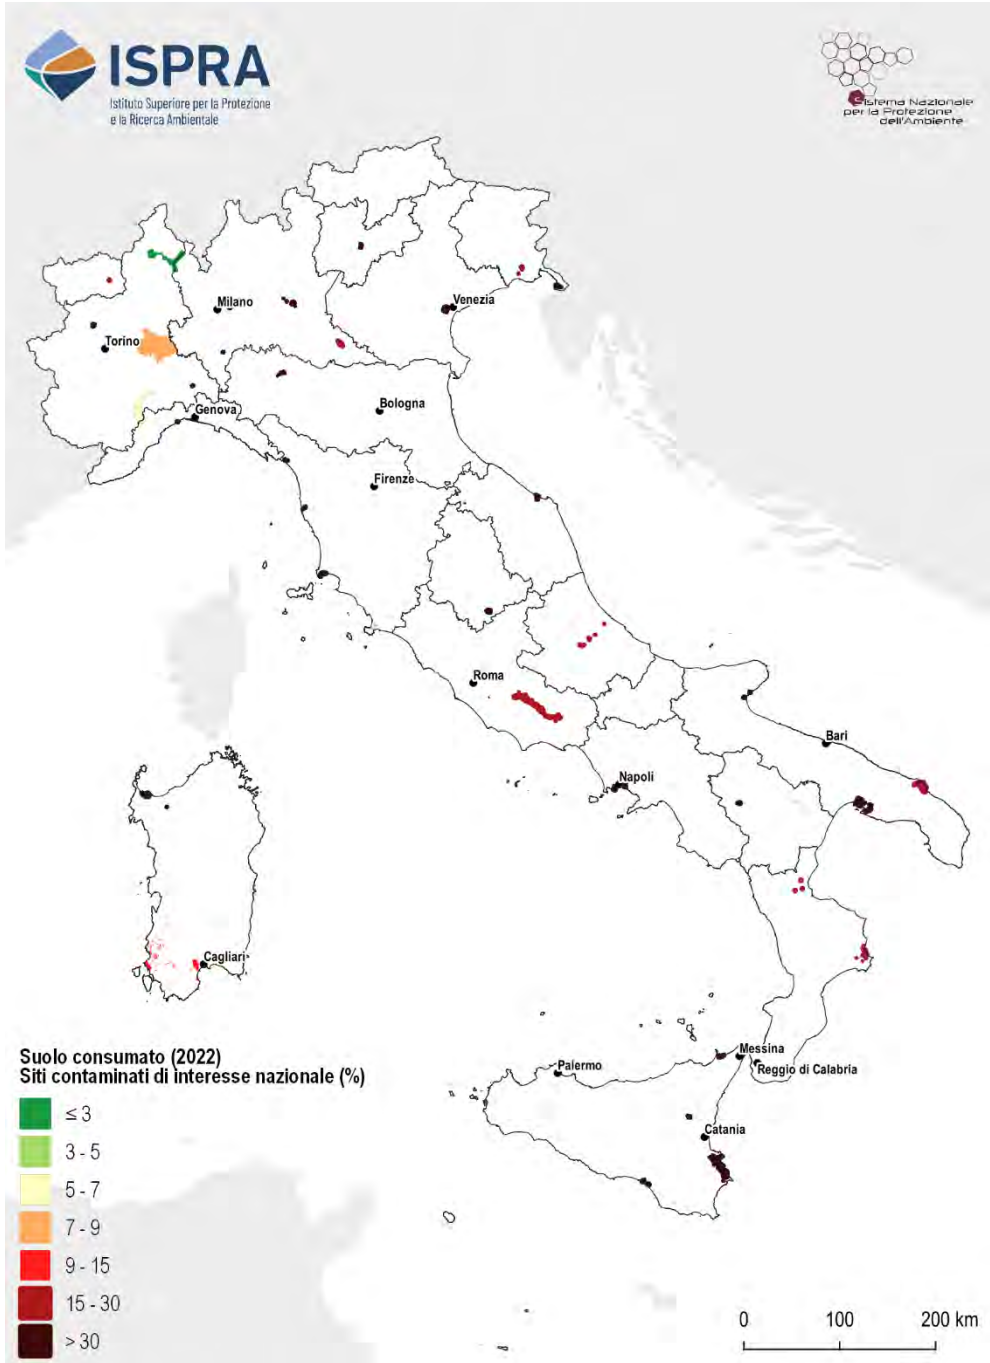 ISPRA
Istituto Superiore per la Protezione
e la Ricerca Ambientale
Sistema Nazionale
per la Protezione
dell'Ambiente
Milano
Venezia
Torino
Genova
Bologna
Firenze
Roma
Bari
Napoli
Cagliari
Messina
Palermo
Reggio di Calabria
Catania
Suolo consumato (2022)
Siti contaminati di interesse nazionale (%)
≤ 3
3 - 5
5 - 7
7 - 9
9 - 15
15 - 30
> 30
0 100 200 km